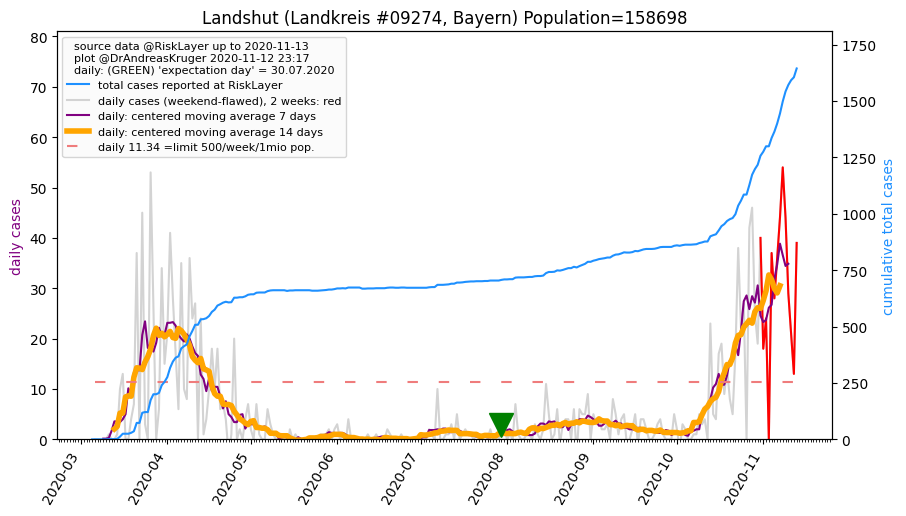 Landshut (Landkreis #09274, Bayern) Population=158698
source data @RiskLayer up to 2020-11-13
plot @DrAndreasKruger 2020-11-12 23:17
daily: (GREEN) 'expectation day' = 30.07.2020
total cases reported at RiskLayer
daily cases (weekend-flawed), 2 weeks: red
daily: centered moving average 7 days
daily: centered moving average 14 days
daily 11.34 =limit 500/week/1mio pop.
daily cases
80
70
60
50
40
30
20
10
0
cumulative total cases
1750
1500
1250
1000
750
500
250
0
2020-03
2020-04
2020-05
2020-06
2020-07
2020-08
2020-09
2020-10
2020-11